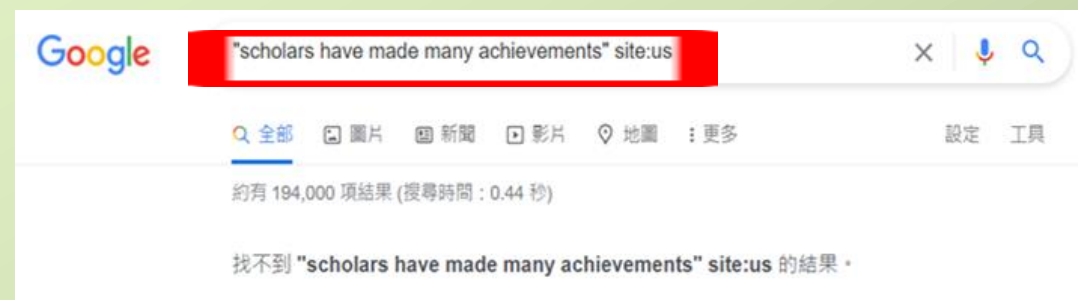 Google "scholars have made many achievements" site:us
全部 圖片 新聞 影片 地圖 更多 設定 工具
約有 194,000 項結果 (搜尋時間：0.44 秒)
找不到 "scholars have made many achievements" site:us 的結果。